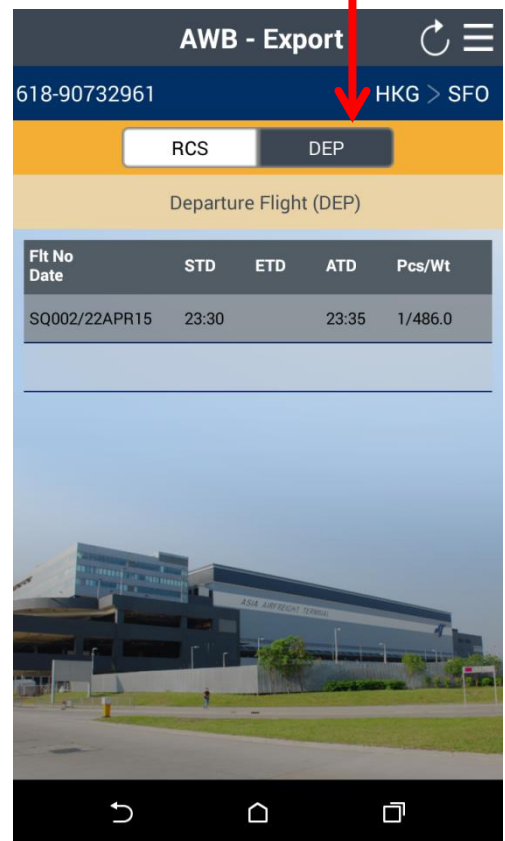 AWB - Export
618-90732961 HKG > SFO
RCS DEP
Departure Flight (DEP)
Flt No
Date STD ETD ATD Pcs/Wt
SQ002/22APR15 23:30 23:35 1/486.0
ASIA AIRFREIGHT TERMINAL